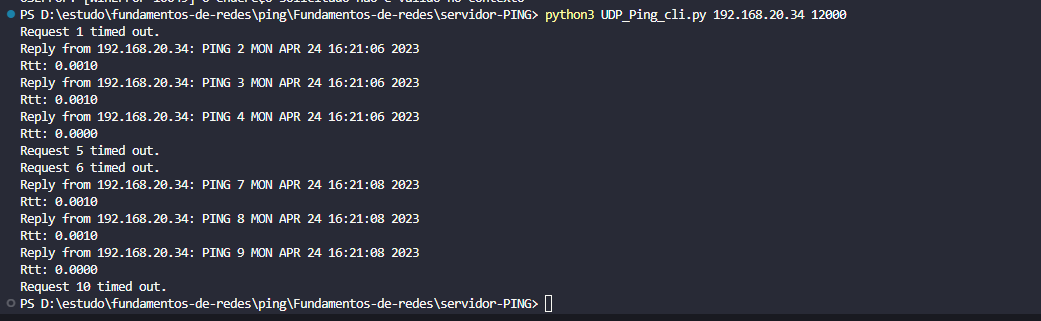 PS D:\estudo\fundamentos-de-redes\ping\Fundamentos-de-redes\servidor-PING> python3 UDP_Ping_cli.py 192.168.20.34 12000
Request 1 timed out.
Reply from 192.168.20.34: PING 2 MON APR 24 16:21:06 2023
Rtt: 0.0010
Reply from 192.168.20.34: PING 3 MON APR 24 16:21:06 2023
Rtt: 0.0010
Reply from 192.168.20.34: PING 4 MON APR 24 16:21:06 2023
Rtt: 0.0000
Request 5 timed out.
Request 6 timed out.
Reply from 192.168.20.34: PING 7 MON APR 24 16:21:08 2023
Rtt: 0.0010
Reply from 192.168.20.34: PING 8 MON APR 24 16:21:08 2023
Rtt: 0.0010
Reply from 192.168.20.34: PING 9 MON APR 24 16:21:08 2023
Rtt: 0.0000
Request 10 timed out.
PS D:\estudo\fundamentos-de-redes\ping\Fundamentos-de-redes\servidor-PING>